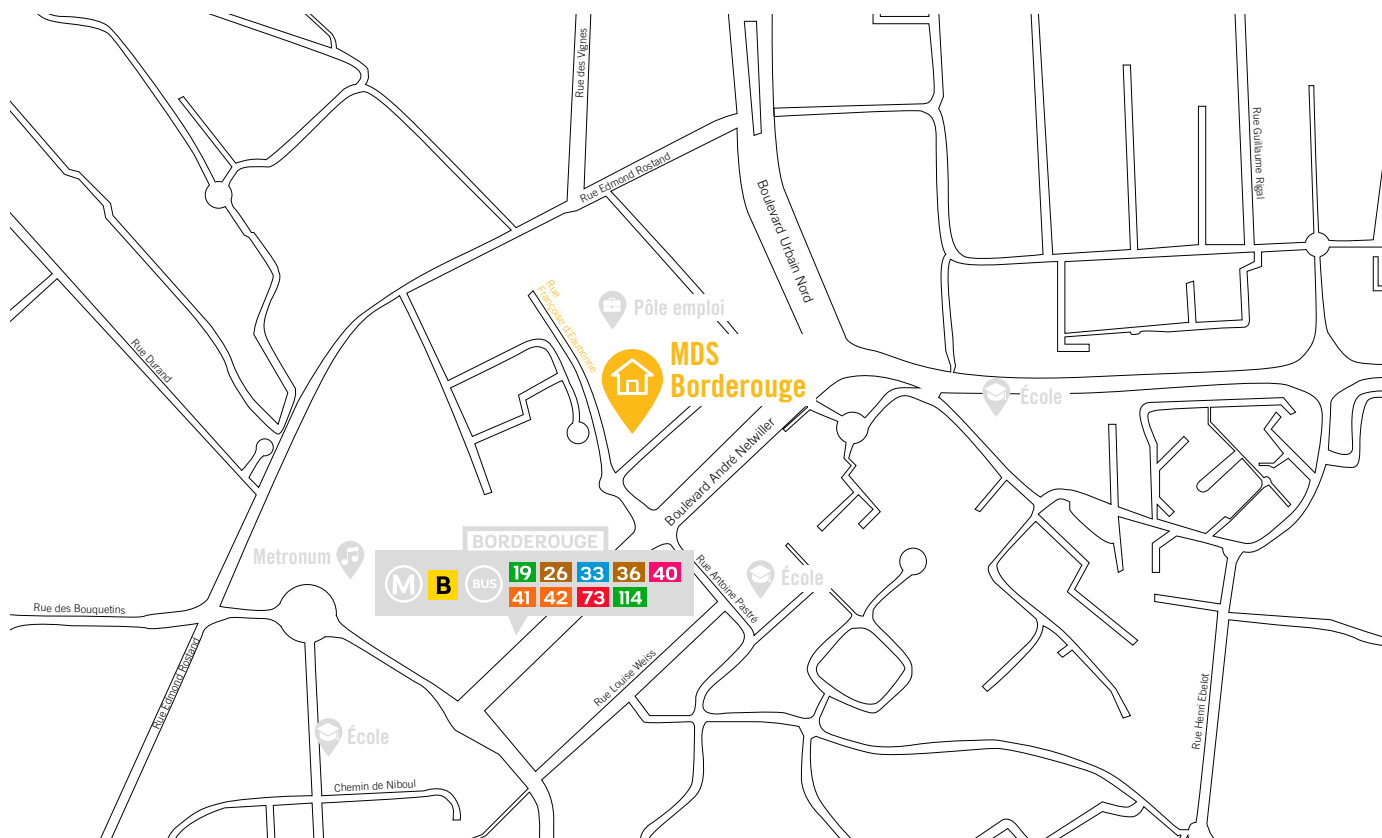 Rue des Vignes
Rue Guillaume Rigal
Rue Edmond Rostand
Boulevard Urbain Nord
Rue
Françoise d'Eaubonne
Pôle emploi
Rue Durand
MDS
Borderouge
École
Boulevard André Netwiller
BORDEROUGE
Metronum
M B BUS 19 26 33 36 40
41 42 73 114
Rue Antoine Pastré
École
Rue des Bouquetins
Rue Edmond Rostand
Rue Louise Weiss
Rue Henri Ebelot
École
Chemin de Niboul